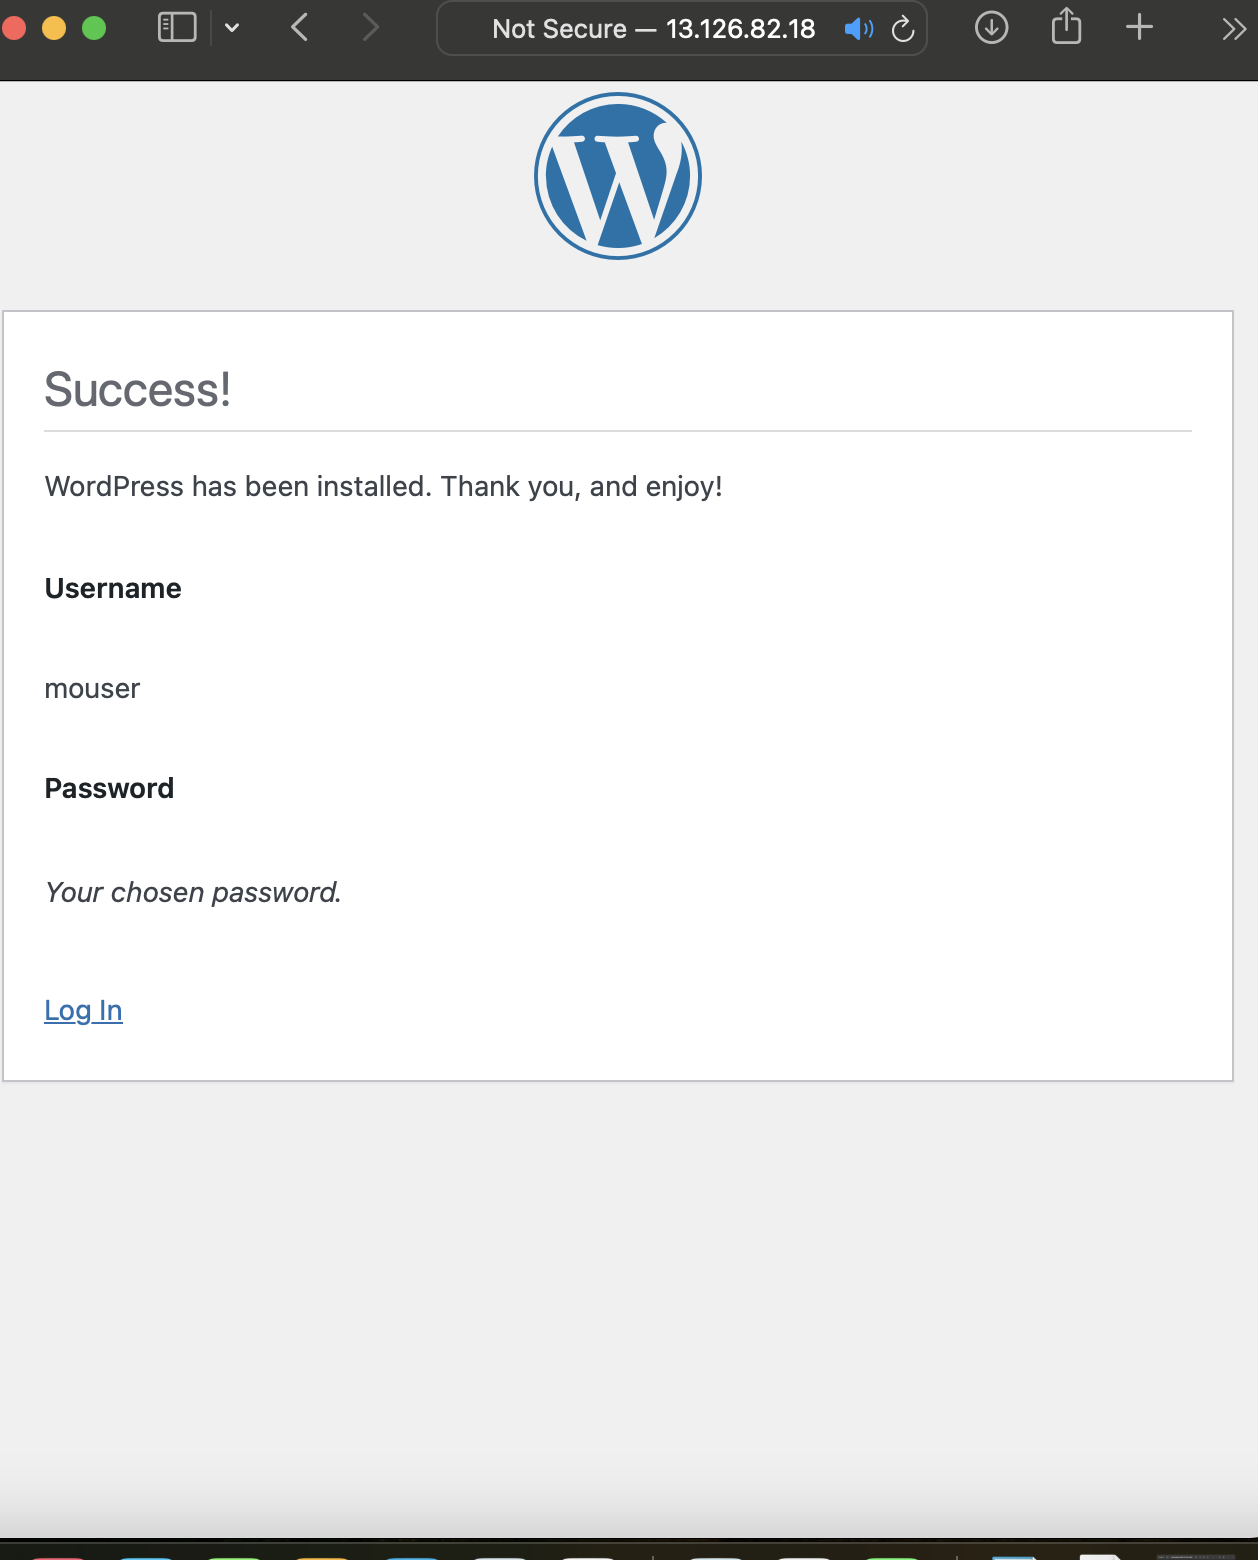 Not Secure — 13.126.82.18
Success!
WordPress has been installed. Thank you, and enjoy!
Username
mouser
Password
Your chosen password.
Log In